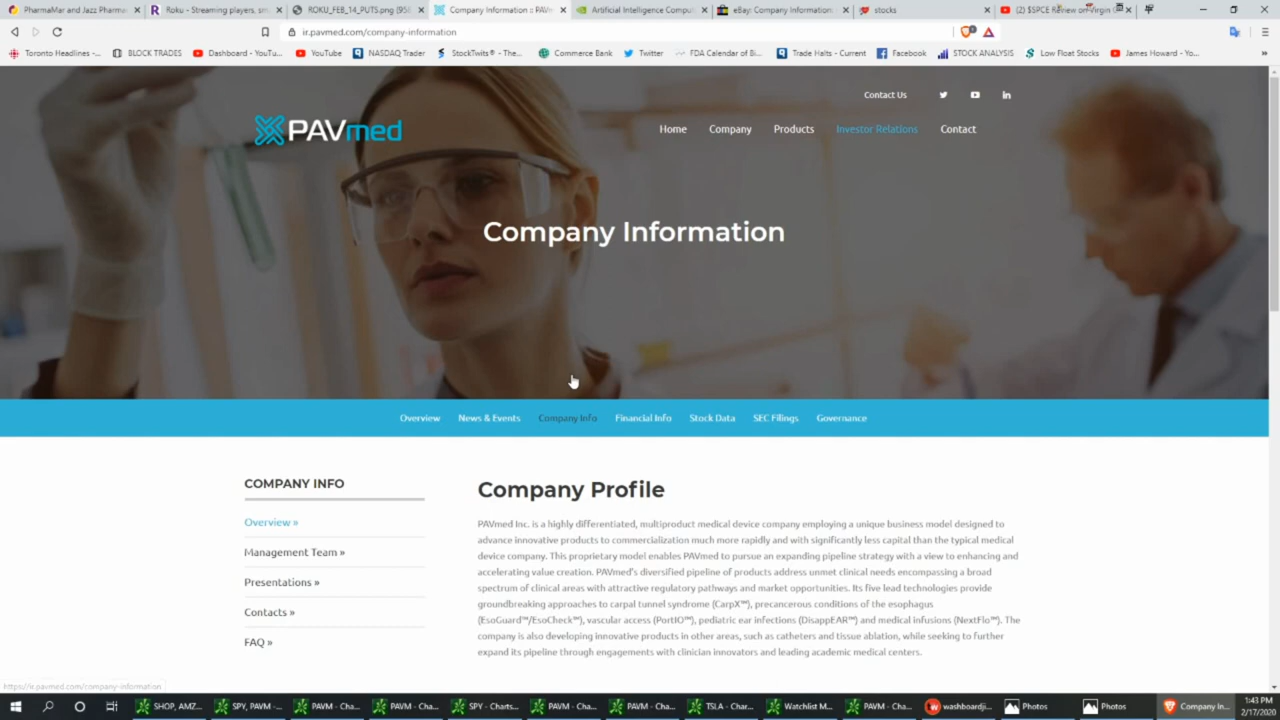 PharmaMar and Jazz Pharmac
Roku - Streaming players, sm
ROKU_FEB_14_PUTS.png (958
Company Information :: PAVm
Artificial Intelligence Comput
eBay: Company Information:
stocks
(2) $SPCE Review on Virgin G
ir.pavmed.com/company-information
Toronto Headlines -...
BLOCK TRADES
Dashboard - YouTu...
YouTube
NASDAQ Trader
StockTwits® - The...
Commerce Bank
Twitter
FDA Calendar of Bi...
Trade Halts - Current
Facebook
STOCK ANALYSIS
Low Float Stocks
James Howard - Yo...
Contact Us
PAVmed
Home Company Products Investor Relations Contact
Company Information
Overview News & Events Company Info Financial Info Stock Data SEC Filings Governance
COMPANY INFO
Overview »
Management Team »
Presentations »
Contacts »
FAQ »
Company Profile
PAVmed Inc. is a highly differentiated, multiproduct medical device company employing a unique business model designed to
advance innovative products to commercialization much more rapidly and with significantly less capital than the typical medical
device company. This proprietary model enables PAVmed to pursue an expanding pipeline strategy with a view to enhancing and
accelerating value creation. PAVmed's diversified pipeline of products address unmet clinical needs encompassing a broad
spectrum of clinical areas with attractive regulatory pathways and market opportunities. Its five lead technologies provide
groundbreaking approaches to carpal tunnel syndrome (CarpX™), precancerous conditions of the esophagus
(EsoGuard™/EsoCheck™), vascular access (PortIO™), pediatric ear infections (DisappEAR™) and medical infusions (NextFlo™). The
company is also developing innovative products in other areas, such as catheters and tissue ablation, while seeking to further
expand its pipeline through engagements with clinician innovators and leading academic medical centers.
https://ir.pavmed.com/company-information
SHOP, AMZ...
SPY, PAVM -...
PAVM - Cha...
PAVM - Cha...
SPY - Charts...
PAVM - Cha...
PAVM - Cha...
TSLA - Char...
Watchlist M...
PAVM - Cha...
washboardji...
Photos
Photos
Company In...
1:43 PM
2/17/2020